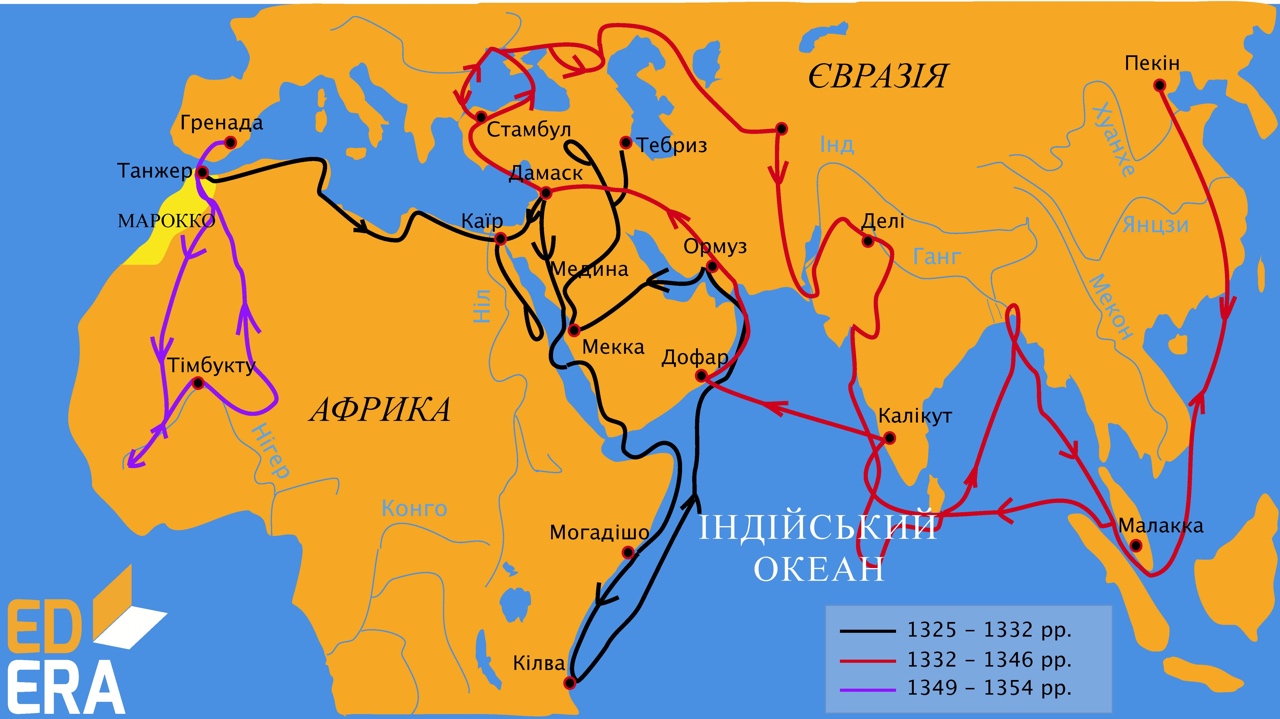 ЄВРАЗІЯ
Пекін
Хуанхе
Гренада
Стамбул
Тебриз
Інд
Танжер
Дамаск
МАРОККО
Каїр
Делі
Янцзи
Ормуз
Ганг
Медина
Ніл
Мекон
Мекка
Дофар
Тімбукту
АФРИКА
Калікут
Нігер
Конго
Могадішо
ІНДІЙСЬКИЙ
ОКЕАН
Малакка
Кілва
1325 – 1332 рр.
1332 – 1346 рр.
1349 – 1354 рр.
ED
ERA